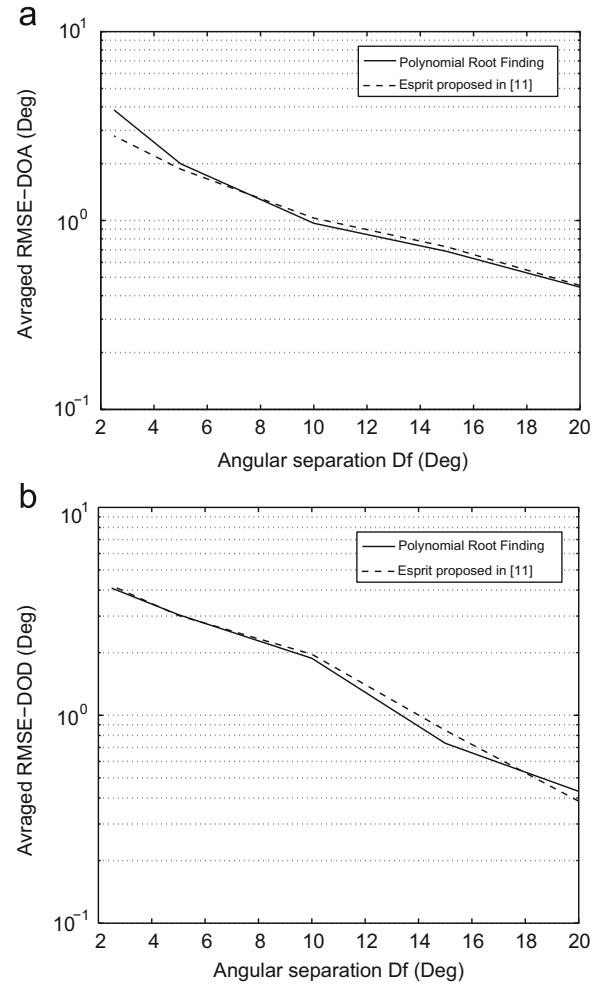 a
10^1
10^0
10^-1
Avraged RMSE-DOA (Deg)
Polynomial Root Finding
Esprit proposed in [11]
2 4 6 8 10 12 14 16 18 20
Angular separation Df (Deg)
b
10^1
10^0
10^-1
Avraged RMSE-DOD (Deg)
Polynomial Root Finding
Esprit proposed in [11]
2 4 6 8 10 12 14 16 18 20
Angular separation Df (Deg)